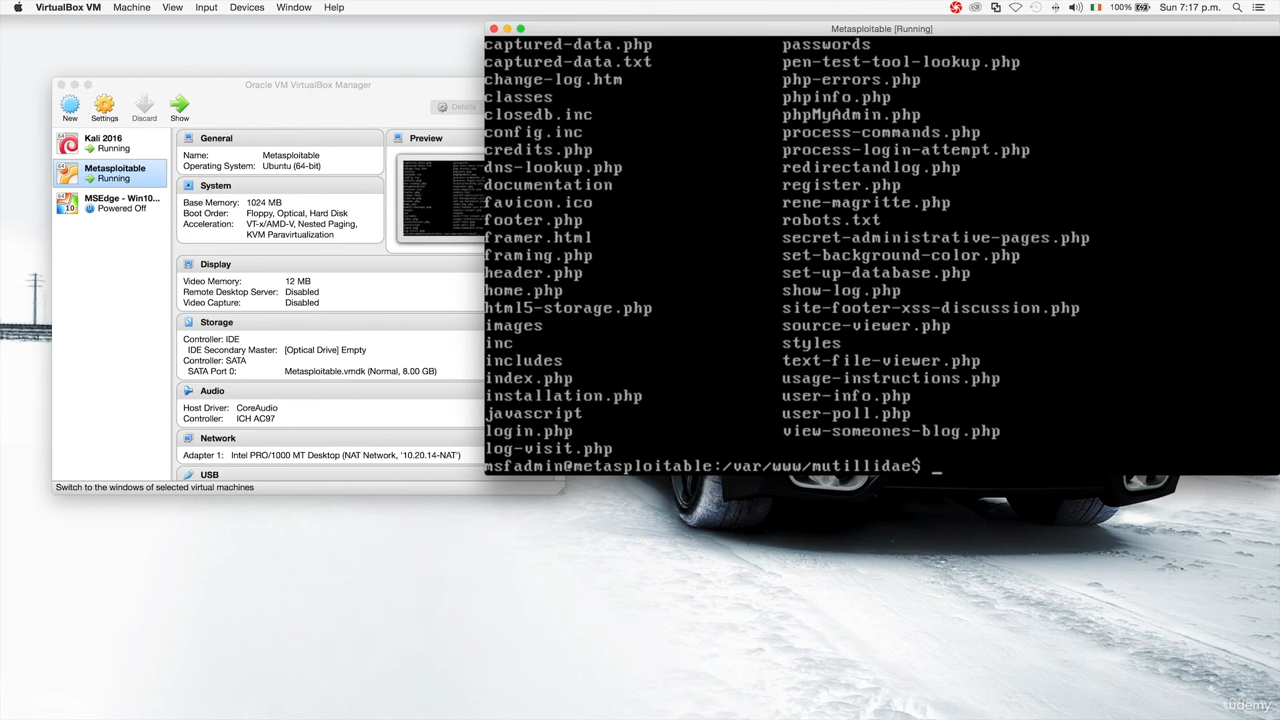 VirtualBox VM Machine View Input Devices Window Help
100% Sun 7:17 p.m.
Metasploitable [Running]
captured-data.php passwords
captured-data.txt pen-test-tool-lookup.php
change-log.htm php-errors.php
classes phpinfo.php
closedb.inc phpMyAdmin.php
config.inc process-commands.php
credits.php process-login-attempt.php
dns-lookup.php redirectandlog.php
documentation register.php
favicon.ico rene-magritte.php
footer.php robots.txt
framer.html secret-administrative-pages.php
framing.php set-background-color.php
header.php set-up-database.php
home.php show-log.php
html5-storage.php site-footer-xss-discussion.php
images source-viewer.php
inc styles
includes text-file-viewer.php
index.php usage-instructions.php
installation.php user-info.php
javascript user-poll.php
login.php view-someones-blog.php
log-visit.php
msfadmin@metasploitable:/var/www/mutillidae$ _
Oracle VM VirtualBox Manager
New Settings Discard Show Details
Kali 2016
Running
Metasploitable
Running
MSEdge - Win10...
Powered Off
General
Name: Metasploitable
Operating System: Ubuntu (64-bit)
System
Base Memory: 1024 MB
Boot Order: Floppy, Optical, Hard Disk
Acceleration: VT-x/AMD-V, Nested Paging,
KVM Paravirtualization
Display
Video Memory: 12 MB
Remote Desktop Server: Disabled
Video Capture: Disabled
Storage
Controller: IDE
IDE Secondary Master: [Optical Drive] Empty
Controller: SATA
SATA Port 0: Metasploitable.vmdk (Normal, 8.00 GB)
Audio
Host Driver: CoreAudio
Controller: ICH AC97
Network
Adapter 1: Intel PRO/1000 MT Desktop (NAT Network, '10.20.14-NAT')
USB
Preview
Switch to the windows of selected virtual machines
udemy